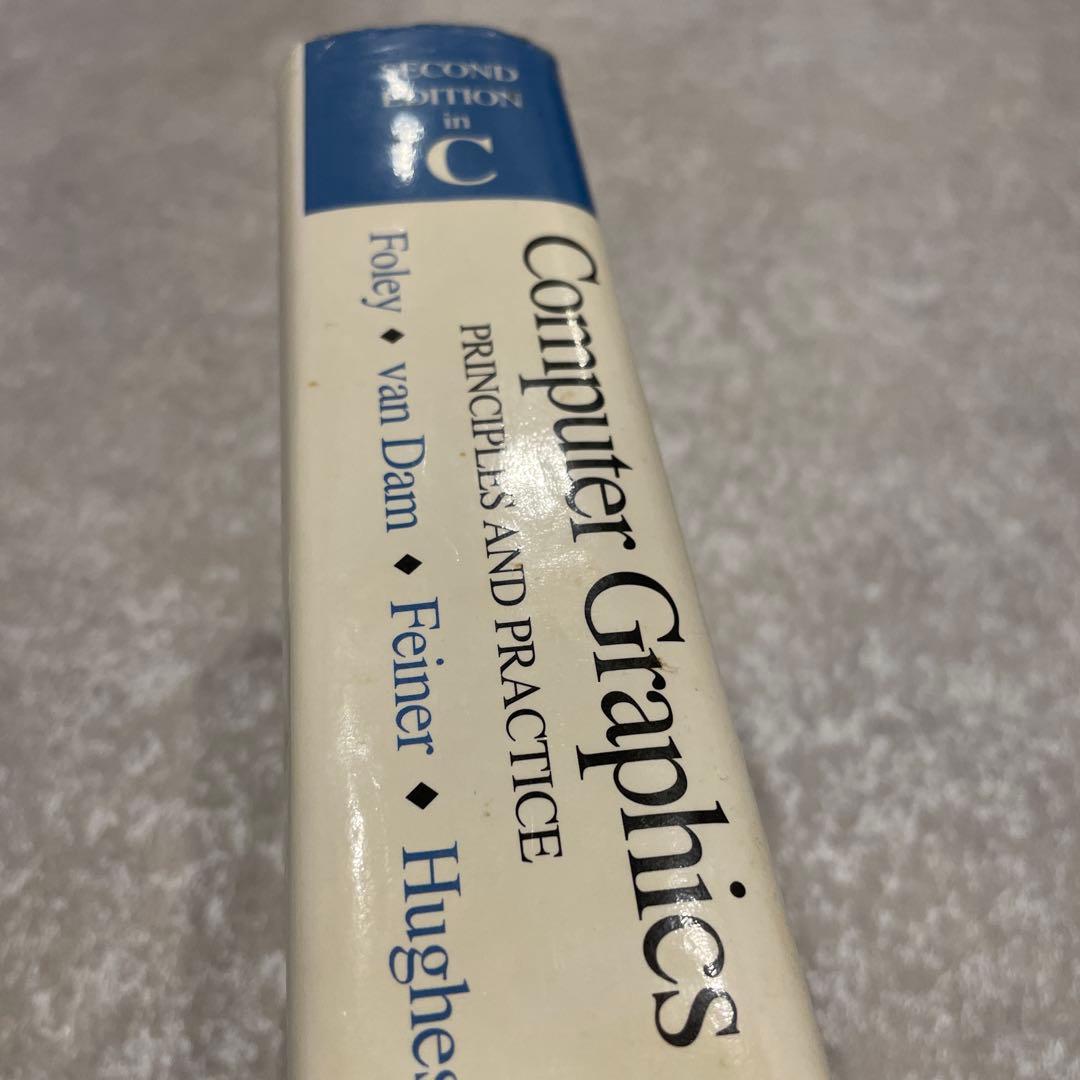 SECOND
EDITION
in
C
Computer Graphics
PRINCIPLES AND PRACTICE
Foley ♦ van Dam ♦ Feiner ♦ Hughes